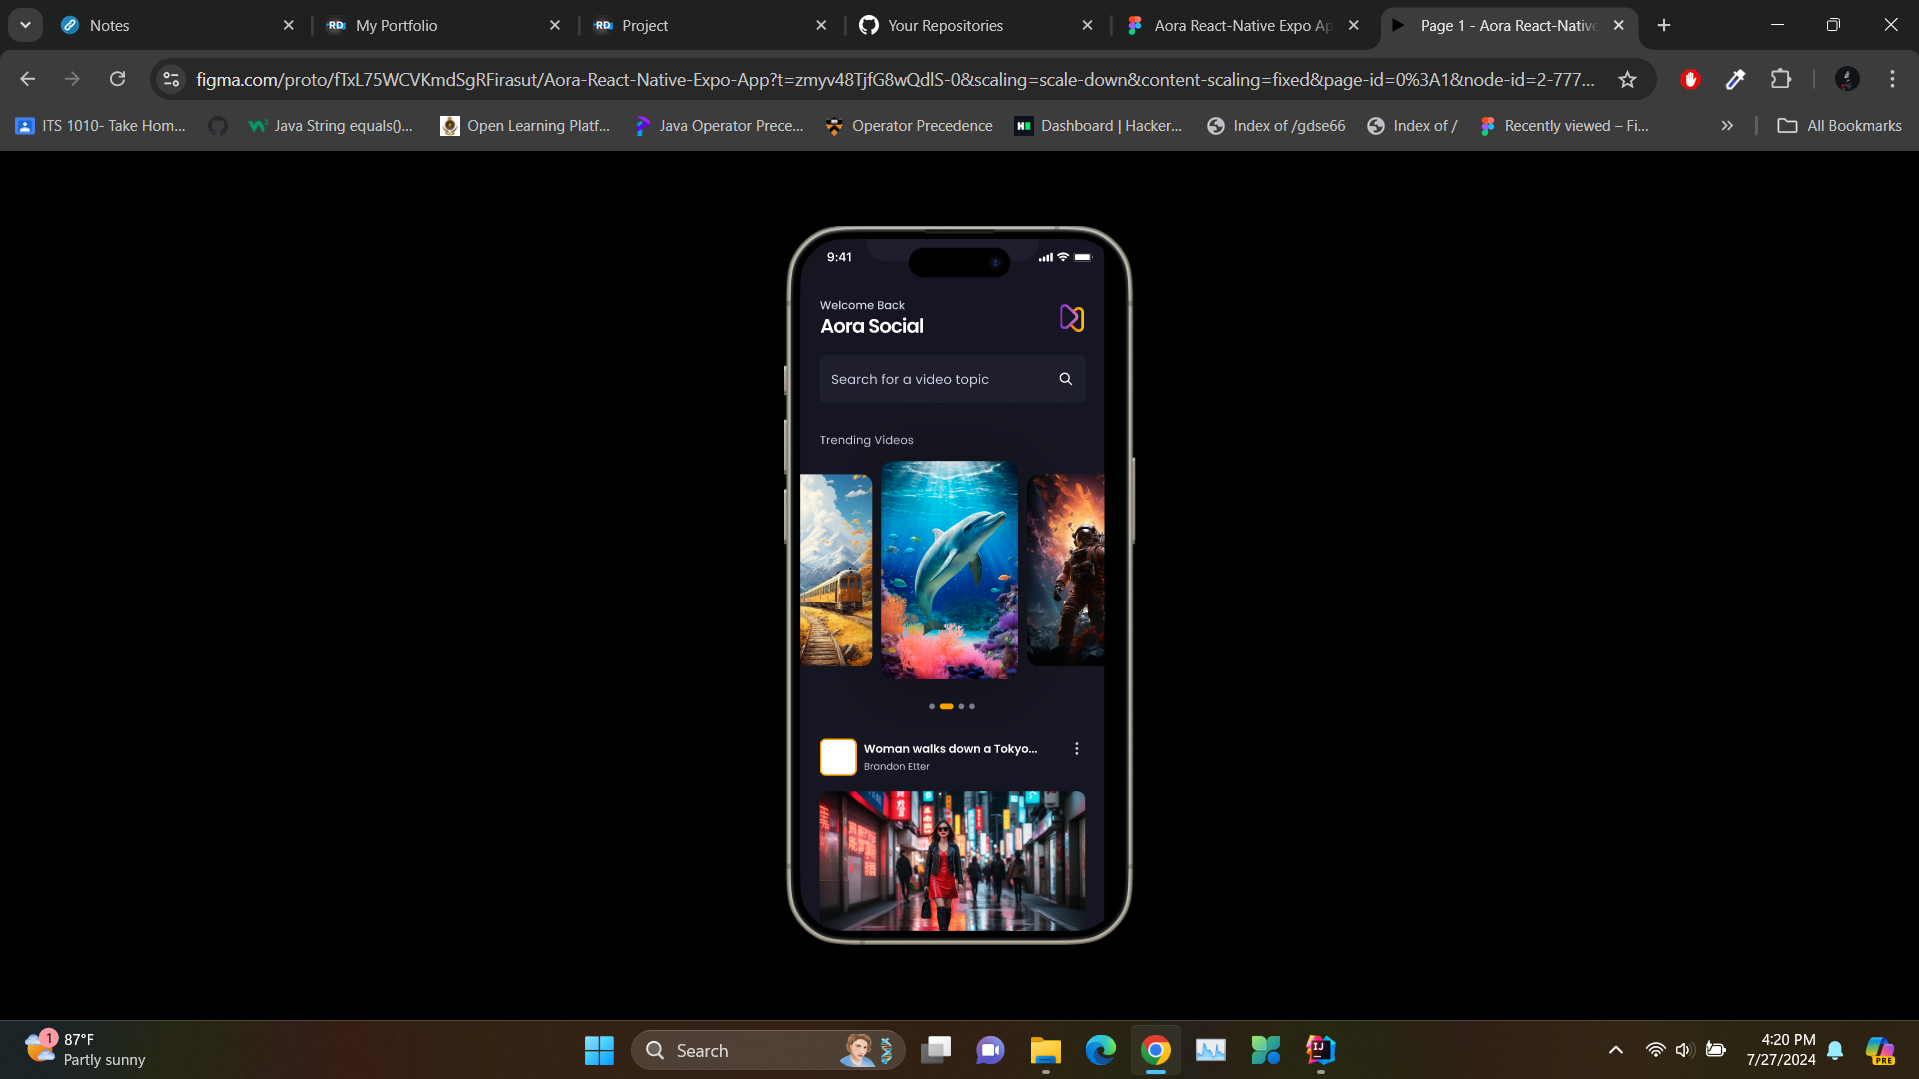 Notes
My Portfolio
RD
Project
RD
Your Repositories
Aora React-Native Expo Ap
Page 1 - Aora React-Native
figma.com/proto/fTxL75WCVKmdSgRFirasut/Aora-React-Native-Expo-App?t=zmyv48TjfG8wQdlS-0&scaling=scale-down&content-scaling=fixed&page-id=0%3A1&node-id=2-777...
ITS 1010- Take Hom...
Java String equals()...
Open Learning Platf...
Java Operator Prece...
Operator Precedence
Dashboard | Hacker...
Index of /gdse66
Index of /
Recently viewed – Fi...
All Bookmarks
9:41
Welcome Back
Aora Social
Search for a video topic
Trending Videos
Woman walks down a Tokyo...
Brandon Etter
1
87°F
Partly sunny
Search
IJ
4:20 PM
7/27/2024
PRE